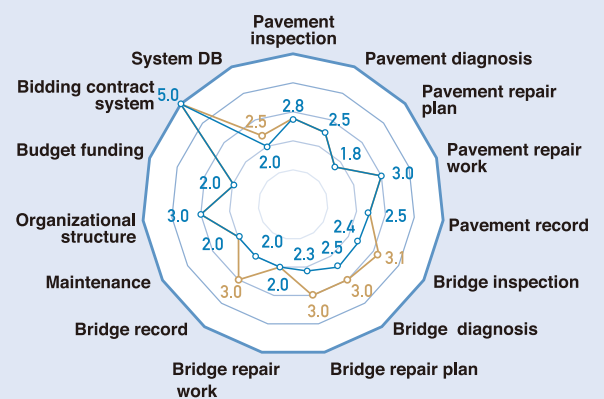 Pavement
inspection
System DB
Pavement diagnosis
Bidding contract
system
5.0
Pavement repair
plan
2.5
2.8
2.5
2.0
1.8
Budget funding
Pavement repair
work
2.0
3.0
Organizational
structure
3.0
2.5
Pavement record
2.0
2.0
2.4
2.3
2.5
3.1
Maintenance
2.0
Bridge inspection
3.0
3.0
3.0
Bridge record
Bridge diagnosis
Bridge repair
work
Bridge repair plan